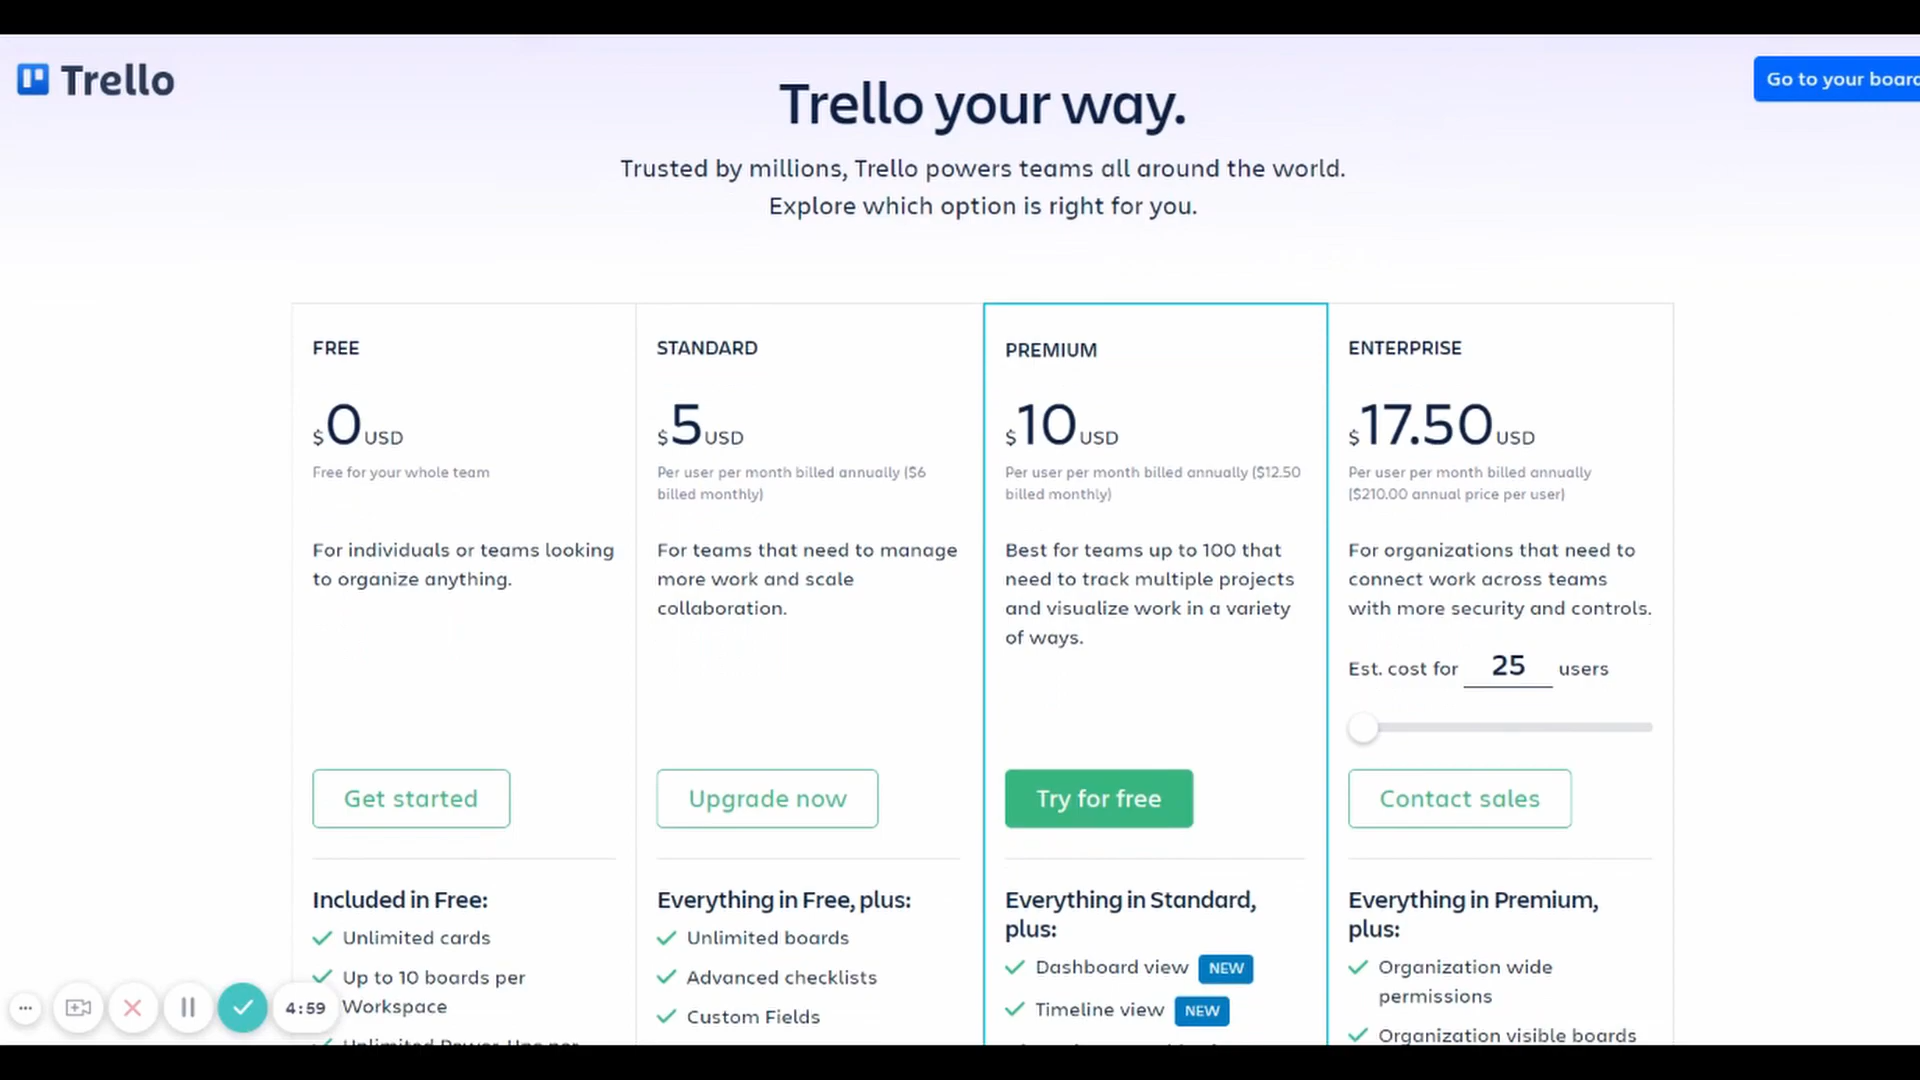 Trello
Go to your board
Trello your way.
Trusted by millions, Trello powers teams all around the world.
Explore which option is right for you.
FREE
$0USD
Free for your whole team
For individuals or teams looking
to organize anything.
Get started
Included in Free:
Unlimited cards
Up to 10 boards per
Workspace
Unlimited Power-Ups per
STANDARD
$5USD
Per user per month billed annually ($6
billed monthly)
For teams that need to manage
more work and scale
collaboration.
Upgrade now
Everything in Free, plus:
Unlimited boards
Advanced checklists
Custom Fields
PREMIUM
$10USD
Per user per month billed annually ($12.50
billed monthly)
Best for teams up to 100 that
need to track multiple projects
and visualize work in a variety
of ways.
Try for free
Everything in Standard,
plus:
Dashboard view NEW
Timeline view NEW
ENTERPRISE
$17.50USD
Per user per month billed annually
($210.00 annual price per user)
For organizations that need to
connect work across teams
with more security and controls.
Est. cost for 25 users
Contact sales
Everything in Premium,
plus:
Organization wide
permissions
Organization visible boards
4:59